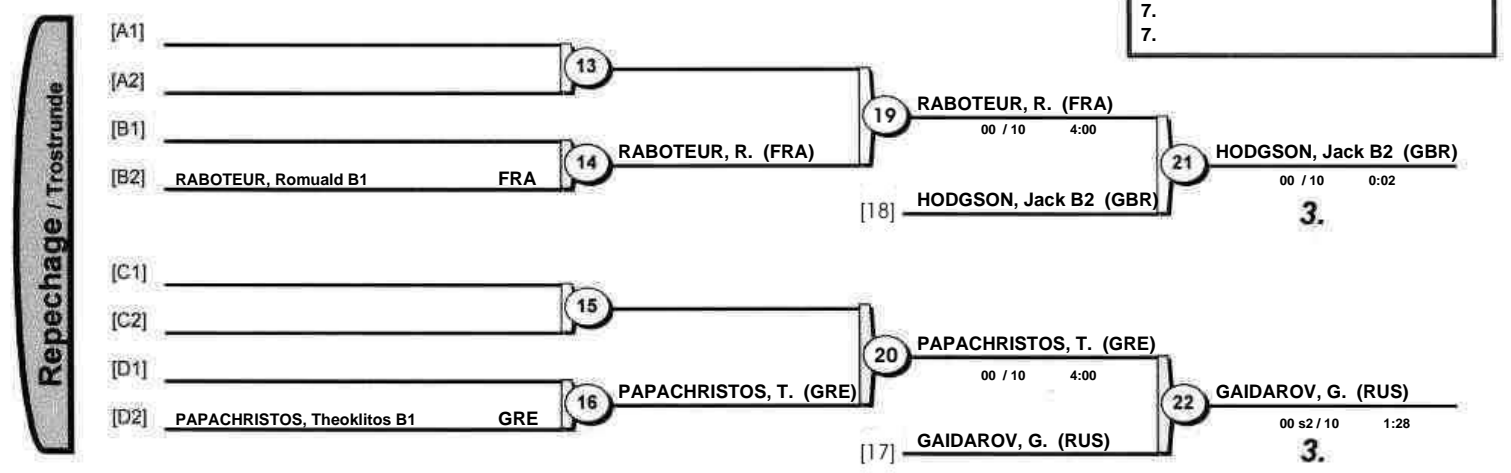 7.
7.
Repechage / Trostrunde
[A1]
[A2]
13
[B1]
[B2] RABOTEUR, Romuald B1 FRA
14
RABOTEUR, R. (FRA)
19
RABOTEUR, R. (FRA)
00 / 10 4:00
[18] HODGSON, Jack B2 (GBR)
21
HODGSON, Jack B2 (GBR)
00 / 10 0:02
3.
[C1]
[C2]
15
[D1]
[D2] PAPACHRISTOS, Theoklitos B1 GRE
16
PAPACHRISTOS, T. (GRE)
20
PAPACHRISTOS, T. (GRE)
00 / 10 4:00
[17] GAIDAROV, G. (RUS)
22
GAIDAROV, G. (RUS)
00 s2 / 10 1:28
3.